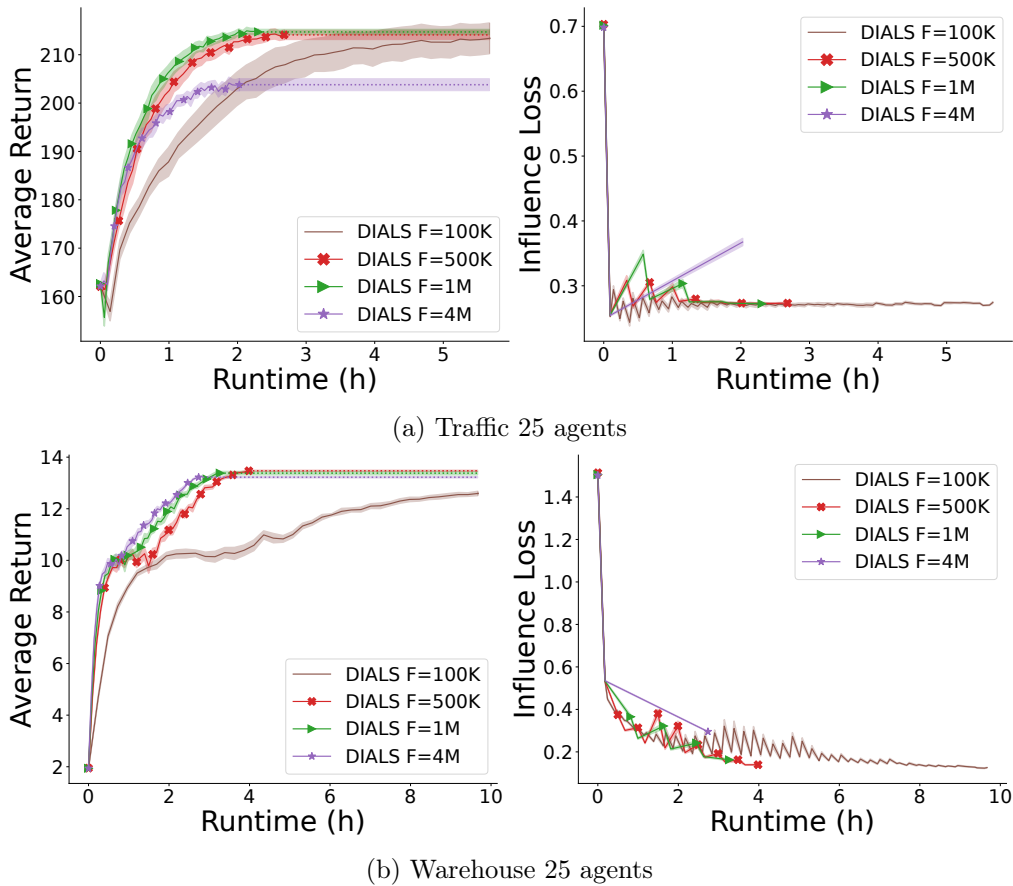 Average Return
210
200
190
180
170
160
0
1
2
3
4
5
Runtime (h)
DIALS F=100K
DIALS F=500K
DIALS F=1M
DIALS F=4M
Influence Loss
0.7
0.6
0.5
0.4
0.3
0
1
2
3
4
5
Runtime (h)
DIALS F=100K
DIALS F=500K
DIALS F=1M
DIALS F=4M
(a) Traffic 25 agents
Average Return
14
12
10
8
6
4
2
0
2
4
6
8
10
Runtime (h)
DIALS F=100K
DIALS F=500K
DIALS F=1M
DIALS F=4M
Influence Loss
1.4
1.2
1.0
0.8
0.6
0.4
0.2
0
2
4
6
8
10
Runtime (h)
DIALS F=100K
DIALS F=500K
DIALS F=1M
DIALS F=4M
(b) Warehouse 25 agents